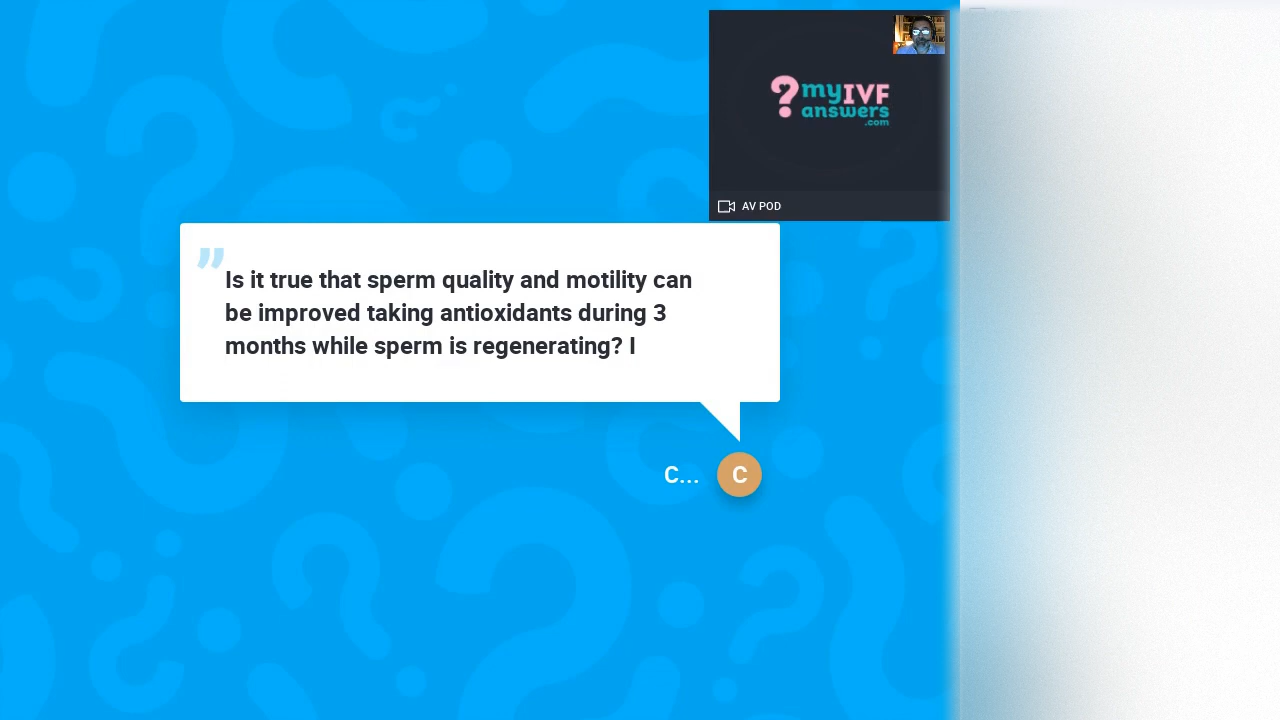 ?myIVF
answers
.com
AV POD
” Is it true that sperm quality and motility can
be improved taking antioxidants during 3
months while sperm is regenerating? I
C... C